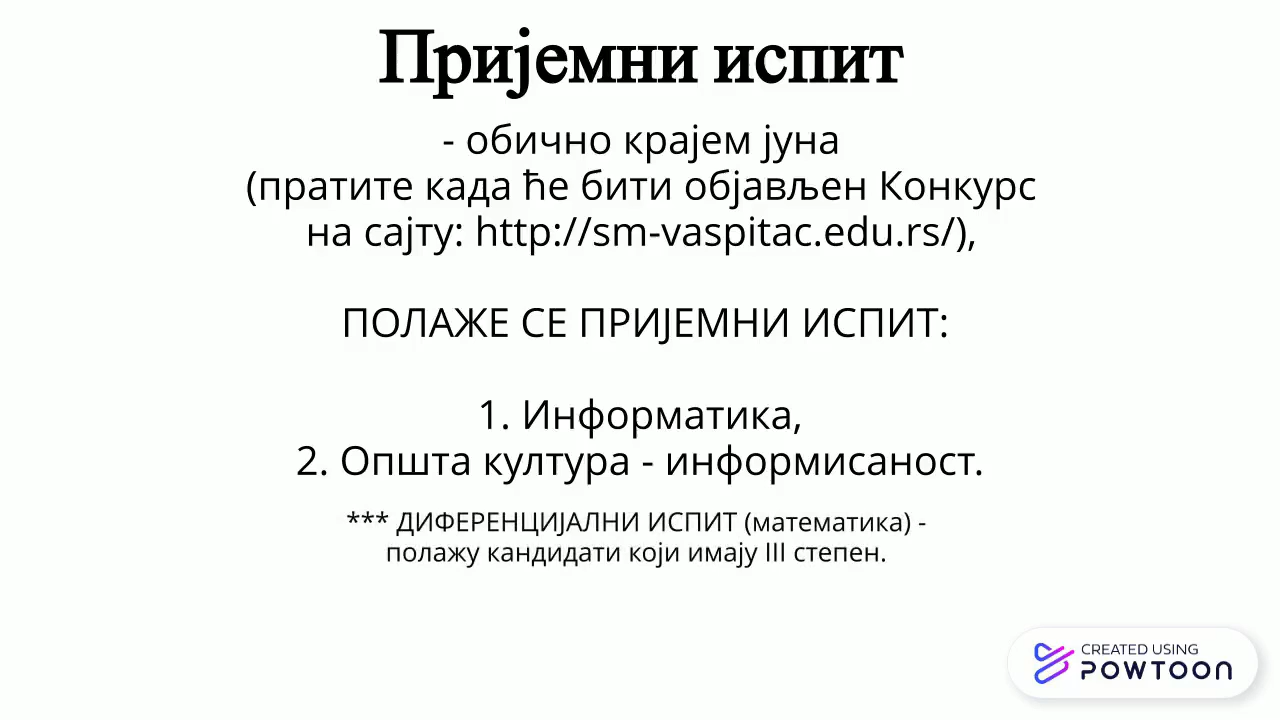 Пријемни испит
- обично крајем јуна
(пратите када ће бити објављен Конкурс
на сајту: http://sm-vaspitac.edu.rs/),
ПОЛАЖЕ СЕ ПРИЈЕМНИ ИСПИТ:
1. Информатика,
2. Општа култура - информисаност.
*** ДИФЕРЕНЦИЈАЛНИ ИСПИТ (математика) -
полажу кандидати који имају III степен.
CREATED USING
POWTOON